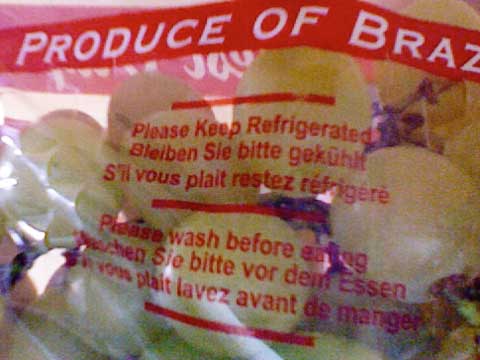 PRODUCE OF BRAZ
Please Keep Refrigerated
Bleiben Sie bitte gekühlt
S'il vous plait restez réfrigéré
Please wash before eating
Waschen Sie bitte vor dem Essen
S'il vous plait lavez avant de manger